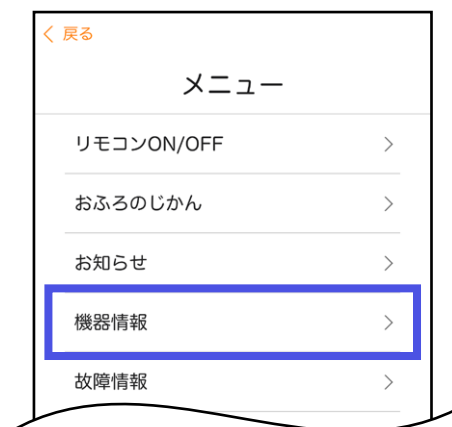 戻る
メニュー
リモコンON/OFF
おふろのじかん
お知らせ
機器情報
故障情報